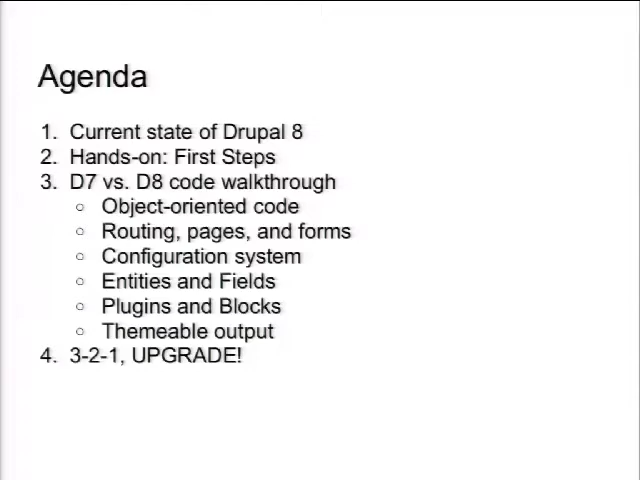 Agenda
1. Current state of Drupal 8
2. Hands-on: First Steps
3. D7 vs. D8 code walkthrough
○ Object-oriented code
○ Routing, pages, and forms
○ Configuration system
○ Entities and Fields
○ Plugins and Blocks
○ Themeable output
4. 3-2-1, UPGRADE!